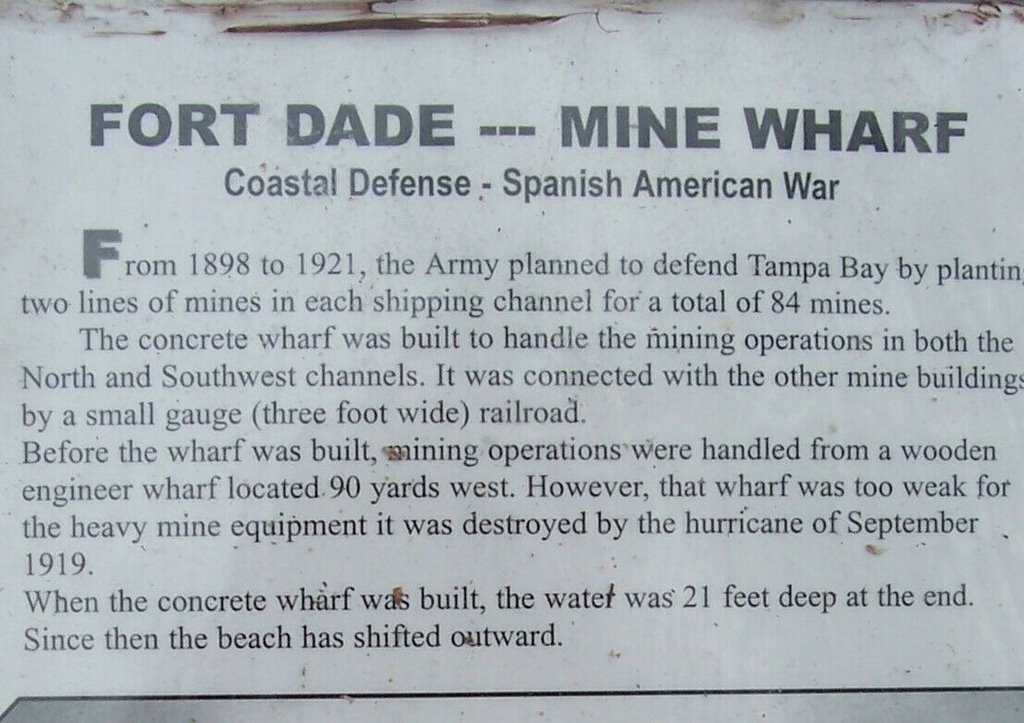 FORT DADE --- MINE WHARF
Coastal Defense - Spanish American War
From 1898 to 1921, the Army planned to defend Tampa Bay by plantin
two lines of mines in each shipping channel for a total of 84 mines.
The concrete wharf was built to handle the mining operations in both the
North and Southwest channels. It was connected with the other mine buildings
by a small gauge (three foot wide) railroad.
Before the wharf was built, mining operations were handled from a wooden
engineer wharf located 90 yards west. However, that wharf was too weak for
the heavy mine equipment it was destroyed by the hurricane of September
1919.
When the concrete wharf was built, the water was 21 feet deep at the end.
Since then the beach has shifted outward.